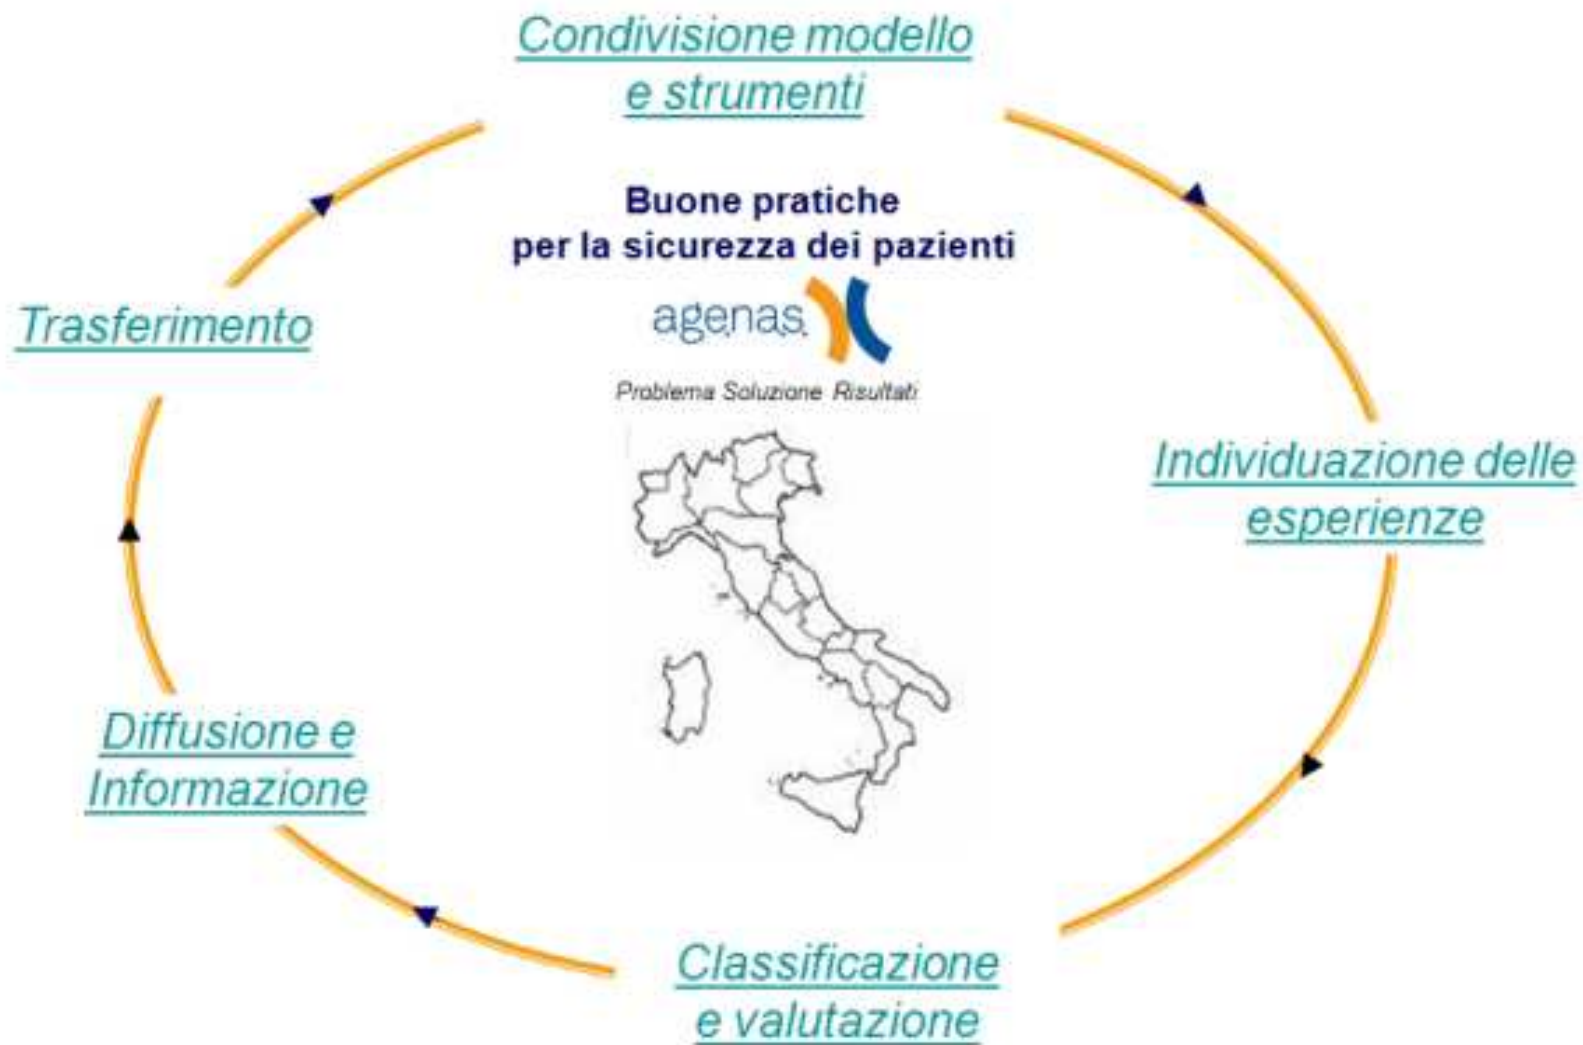 Condivisione modello
e strumenti
Buone pratiche
per la sicurezza dei pazienti
agenas
Problema Soluzione Risultati
Trasferimento
Individuazione delle
esperienze
Diffusione e
Informazione
Classificazione
e valutazione